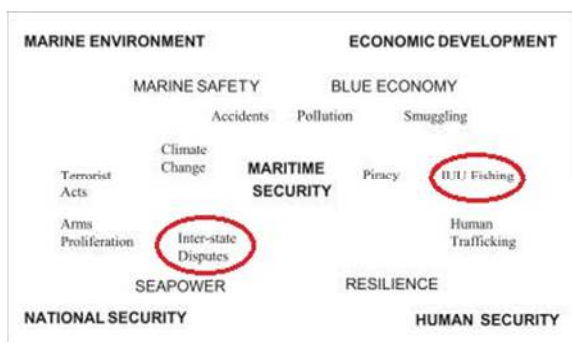 MARINE ENVIRONMENT ECONOMIC DEVELOPMENT
MARINE SAFETY BLUE ECONOMY
Accidents Pollution Smuggling
Climate
Change
MARITIME
SECURITY
Terrorist
Acts
Piracy
IUU Fishing
Arms
Proliferation
Inter-state
Disputes
Human
Trafficking
SEAPOWER RESILIENCE
NATIONAL SECURITY HUMAN SECURITY